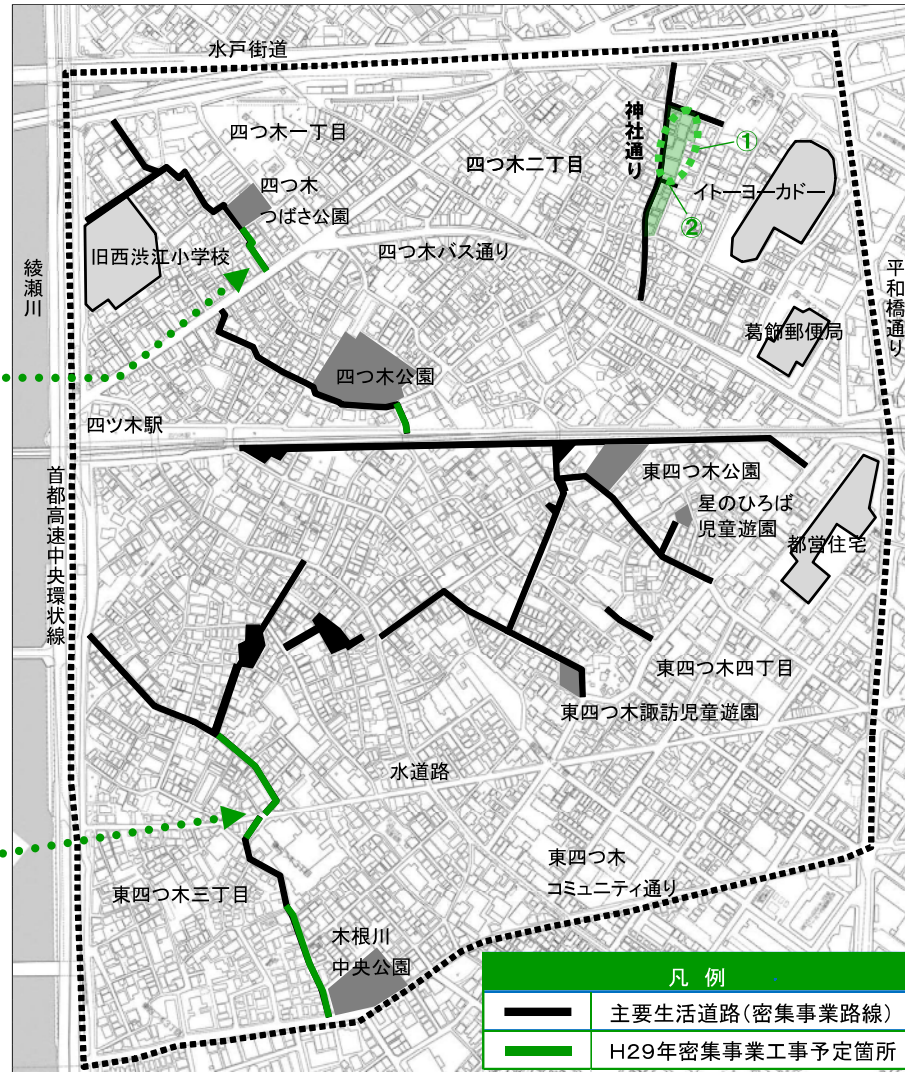 水戸街道
四つ木一丁目
神社通り
①
四つ木二丁目
四つ木
つばさ公園
イトーヨーカドー
②
旧西渋江小学校
四つ木バス通り
綾瀬川
平和橋通り
葛飾郵便局
四つ木公園
四ツ木駅
首都高速中央環状線
東四つ木公園
星のひろば
児童遊園
都営住宅
東四つ木四丁目
東四つ木諏訪児童遊園
水道路
東四つ木
コミュニティ通り
東四つ木三丁目
木根川
中央公園
凡 例
主要生活道路(密集事業路線)
H29年密集事業工事予定箇所